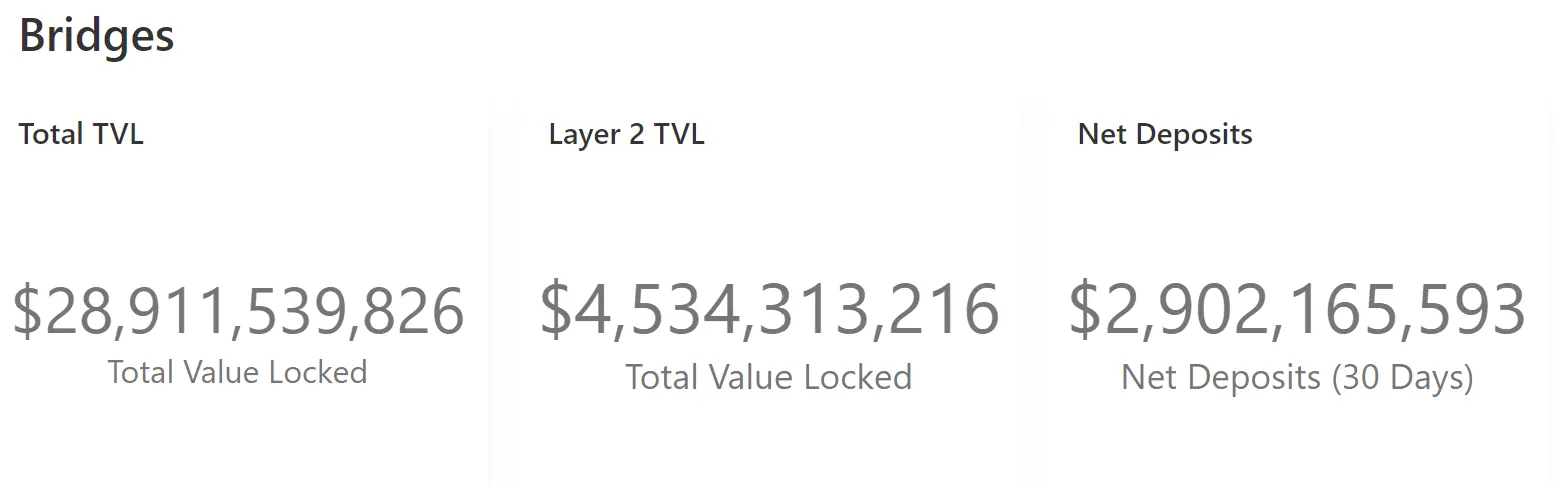 Bridges
Total TVL
$28,911,539,826
Total Value Locked
Layer 2 TVL
$4,534,313,216
Total Value Locked
Net Deposits
$2,902,165,593
Net Deposits (30 Days)